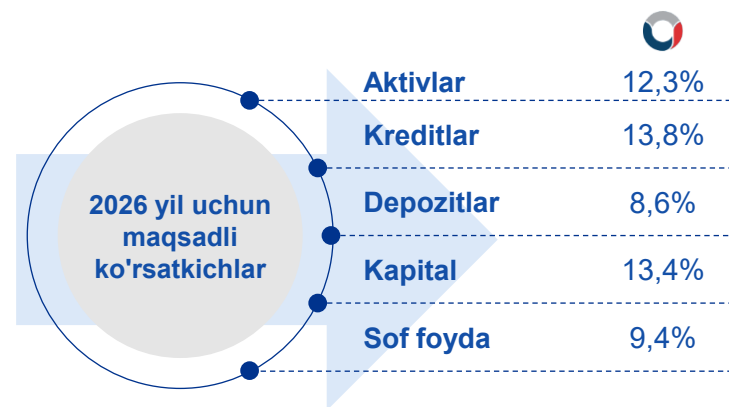 2026 yil uchun
maqsadli
ko'rsatkichlar
Aktivlar 12,3%
Kreditlar 13,8%
Depozitlar 8,6%
Kapital 13,4%
Sof foyda 9,4%